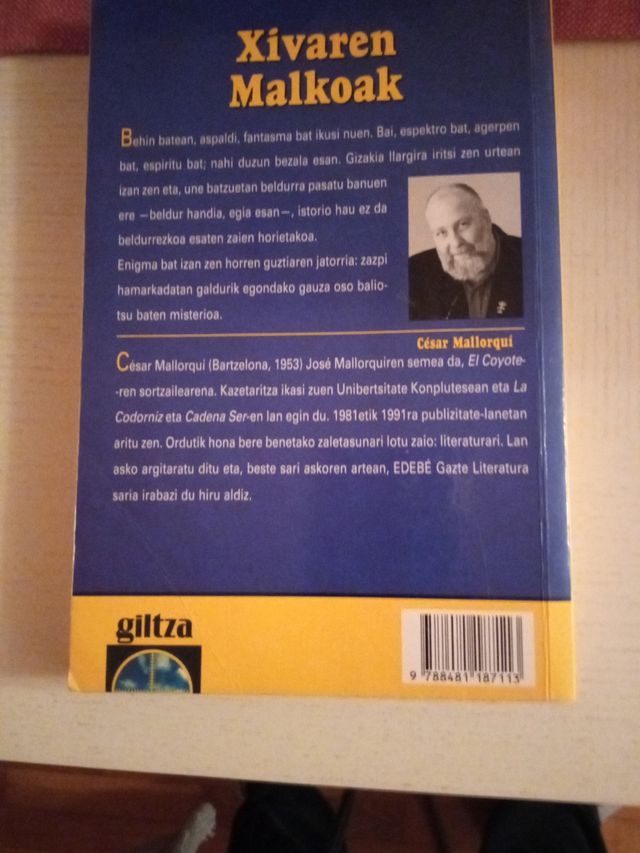 Xivaren
Malkoak
Behin batean, aspaldi, fantasma bat ikusi nuen. Bai, espektro bat, agerpen
bat, espiritu bat; nahi duzun bezala esan. Gizakia Ilargira iritsi zen urtean
izan zen eta, une batzuetan beldurra pasatu banuen
ere —beldur handia, egia esan—, istorio hau ez da
beldurrezkoa esaten zaien horietakoa.
Enigma bat izan zen horren guztiaren jatorria: zazpi
hamarkadatan galdurik egondako gauza oso balio-
tsu baten misterioa.
César Mallorquí
César Mallorquí (Bartzelona, 1953) José Mallorquiren semea da, El Coyote-
-ren sortzailearena. Kazetaritza ikasi zuen Unibertsitate Konplutesean eta La
Codorniz eta Cadena Ser-en lan egin du. 1981etik 1991ra publizitate-lanetan
aritu zen. Ordutik hona bere benetako zaletasunari lotu zaio: literaturari. Lan
asko argitaratu ditu eta, beste sari askoren artean, EDEBÉ Gazte Literatura
saria irabazi du hiru aldiz.
giltza
9 788481 187113